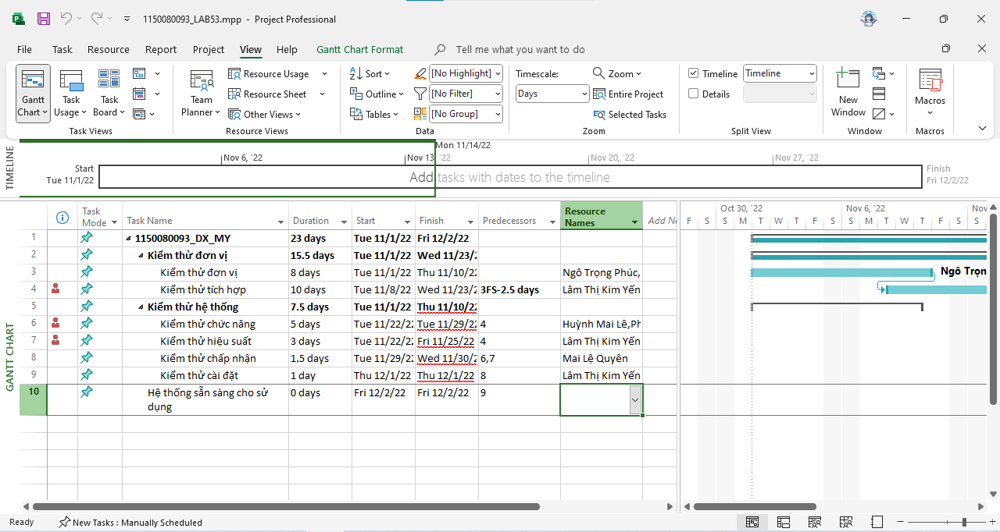 1150080093_LAB53.mpp - Project Professional
File Task Resource Report Project View Help Gantt Chart Format Tell me what you want to do
Gantt Chart
Task Usage
Task Board
Task Views
Team Planner
Resource Usage
Resource Sheet
Other Views
Resource Views
Sort
Outline
Tables
[No Highlight]
[No Filter]
[No Group]
Data
Timescale:
Days
Zoom
Entire Project
Selected Tasks
Zoom
Timeline Timeline
Details
Split View
New Window
Window
Macros
Macros
TIMELINE
Mon 11/14/22
Nov 6, '22 Nov 13, '22 Nov 20, '22 Nov 27, '22
Start
Tue 11/1/22
Add tasks with dates to the timeline
Finish
Fri 12/2/22
GANTT CHART
Task Mode Task Name Duration Start Finish Predecessors Resource Names Add Ne
Oct 30, '22 Nov 6, '22 Nov
F S S M T W T F S S M T W T F S S
1 1150080093_DX_MY 23 days Tue 11/1/22 Fri 12/2/22
2 Kiểm thử đơn vị 15.5 days Tue 11/1/22 Wed 11/23/2
3 Kiểm thử đơn vị 8 days Tue 11/1/22 Thu 11/10/22 Ngô Trọng Phúc, Ngô Trọn
4 Kiểm thử tích hợp 10 days Tue 11/8/22 Wed 11/23/2 3FS-2.5 days Lâm Thị Kim Yến
5 Kiểm thử hệ thống 7.5 days Tue 11/1/22 Thu 11/10/22
6 Kiểm thử chức năng 5 days Tue 11/22/22 Tue 11/29/22 4 Huỳnh Mai Lê,Ph
7 Kiểm thử hiệu suất 3 days Tue 11/22/22 Fri 11/25/22 4 Lâm Thị Kim Yến
8 Kiểm thử chấp nhận 1.5 days Tue 11/29/22 Wed 11/30/2 6,7 Mai Lệ Quyên
9 Kiểm thử cài đặt 1 day Thu 12/1/22 Thu 12/1/22 8 Lâm Thị Kim Yến
10 Hệ thống sẵn sàng cho sử dụng 0 days Fri 12/2/22 Fri 12/2/22 9
Ready New Tasks : Manually Scheduled